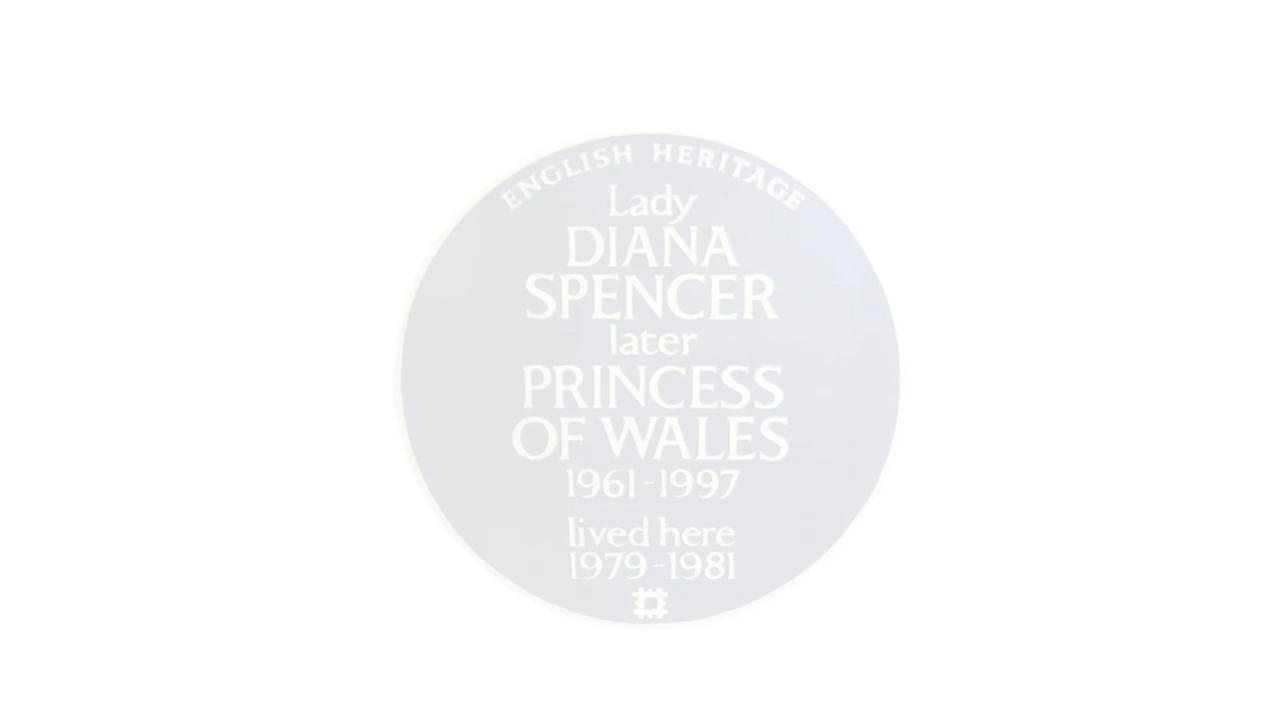 ENGLISH HERITAGE
Lady
DIANA
SPENCER
later
PRINCESS
OF WALES
1961-1997
lived here
1979-1981